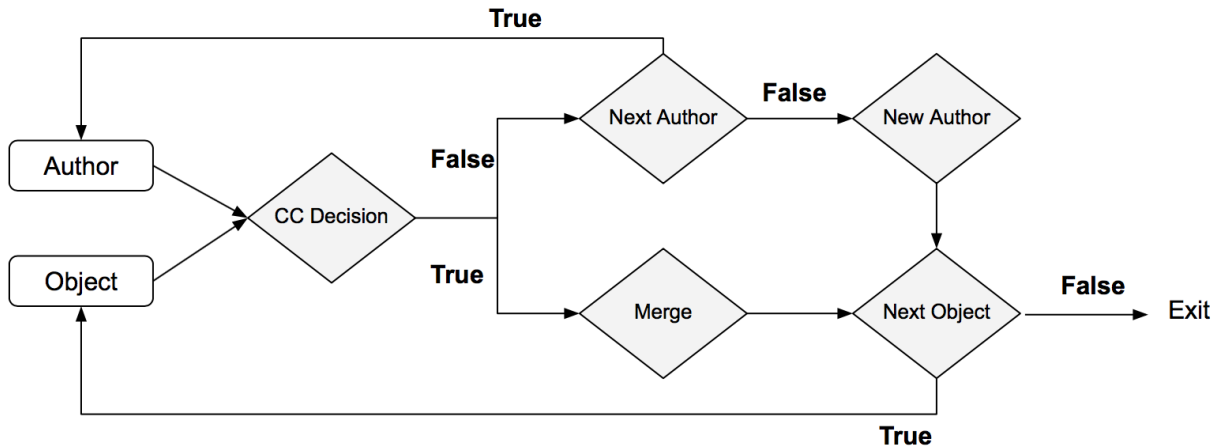 True
Next Author
False
New Author
Author
False
CC Decision
Object
True
Merge
Next Object
False
Exit
True